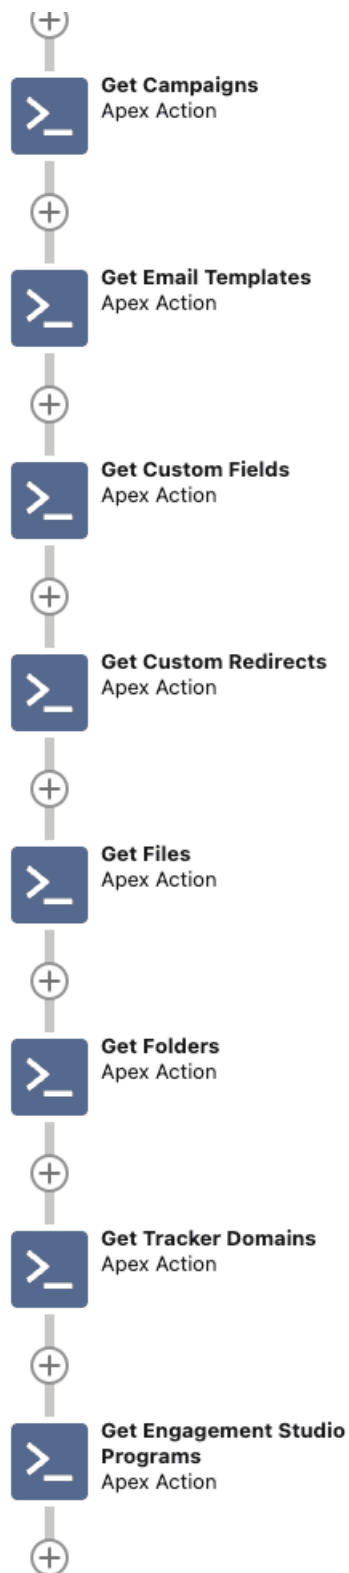 Get Campaigns
Apex Action
Get Email Templates
Apex Action
Get Custom Fields
Apex Action
Get Custom Redirects
Apex Action
Get Files
Apex Action
Get Folders
Apex Action
Get Tracker Domains
Apex Action
Get Engagement Studio
Programs
Apex Action